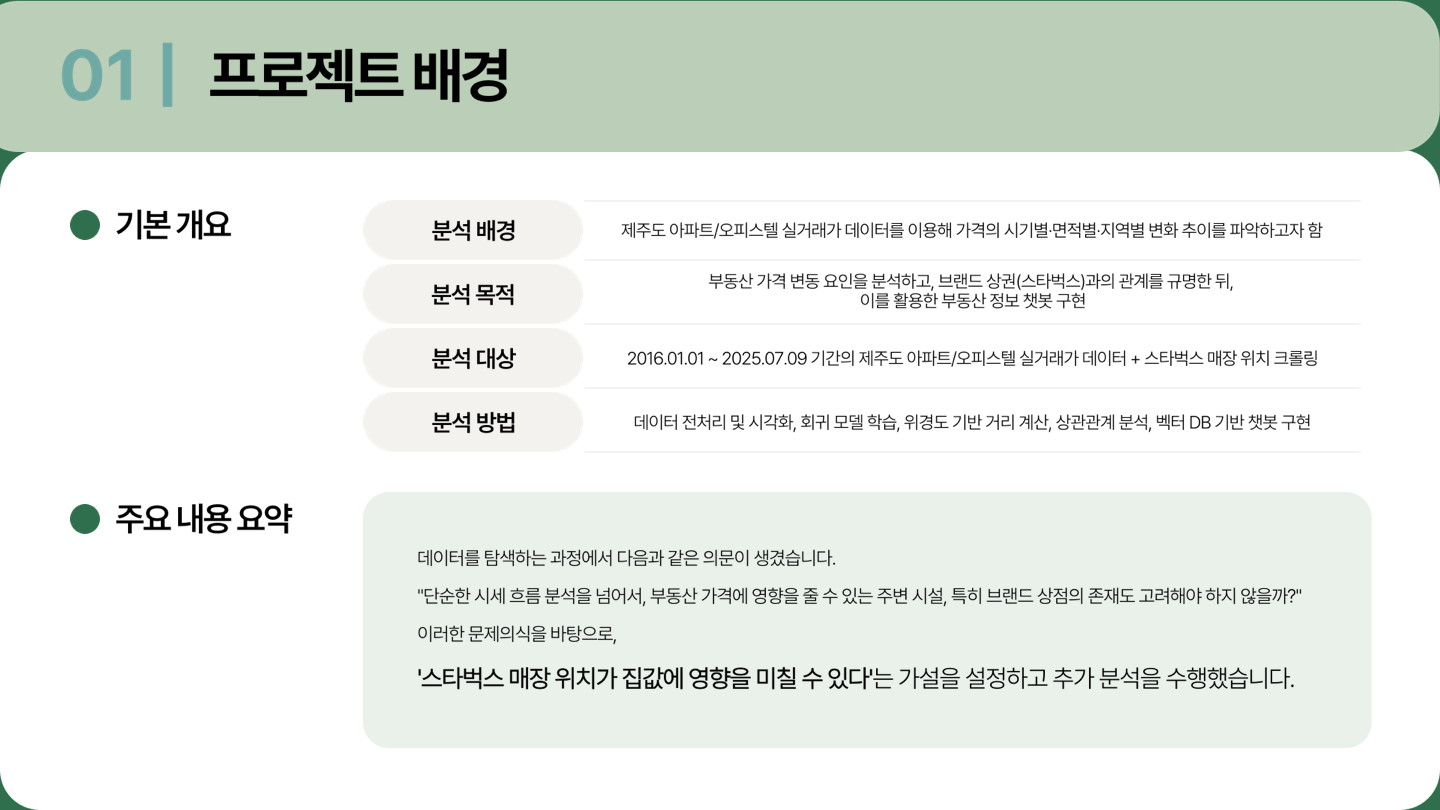 01 | 프로젝트 배경
기본 개요
분석 배경
제주도 아파트/오피스텔 실거래가 데이터를 이용해 가격의 시기별·면적별·지역별 변화 추이를 파악하고자 함
분석 목적
부동산 가격 변동 요인을 분석하고, 브랜드 상권(스타벅스)과의 관계를 규명한 뒤,
이를 활용한 부동산 정보 챗봇 구현
분석 대상
2016.01.01 ~ 2025.07.09 기간의 제주도 아파트/오피스텔 실거래가 데이터 + 스타벅스 매장 위치 크롤링
분석 방법
데이터 전처리 및 시각화, 회귀 모델 학습, 위경도 기반 거리 계산, 상관관계 분석, 벡터 DB 기반 챗봇 구현
주요 내용 요약
데이터를 탐색하는 과정에서 다음과 같은 의문이 생겼습니다.
"단순한 시세 흐름 분석을 넘어서, 부동산 가격에 영향을 줄 수 있는 주변 시설, 특히 브랜드 상점의 존재도 고려해야 하지 않을까?"
이러한 문제의식을 바탕으로,
'스타벅스 매장 위치가 집값에 영향을 미칠 수 있다'는 가설을 설정하고 추가 분석을 수행했습니다.